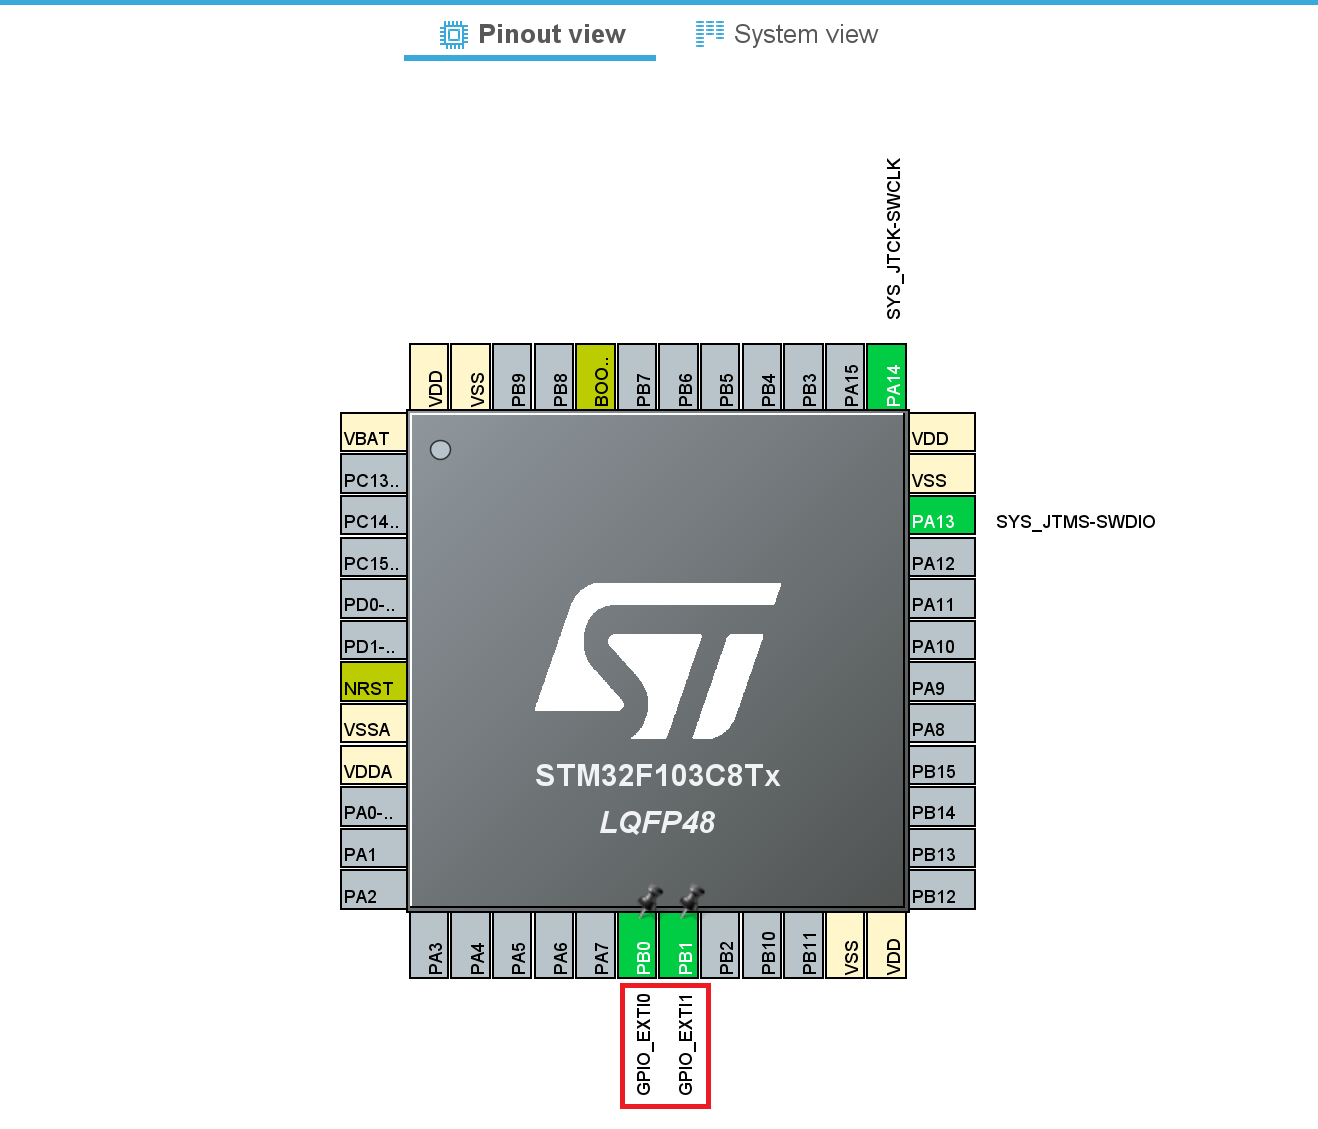 Pinout view
System view
SYS_JTCK-SWCLK
VDD
VSS
PB9
PB8
BOO..
PB7
PB6
PB5
PB4
PB3
PA15
PA14
VBAT
PC13..
PC14..
PC15..
PD0-..
PD1-..
NRST
VSSA
VDDA
PA0-..
PA1
PA2
VDD
VSS
PA13
SYS_JTMS-SWDIO
PA12
PA11
PA10
PA9
PA8
PB15
PB14
PB13
PB12
ST
STM32F103C8Tx
LQFP48
PA3
PA4
PA5
PA6
PA7
PB0
PB1
PB2
PB10
PB11
VSS
VDD
GPIO_EXTI0
GPIO_EXTI1